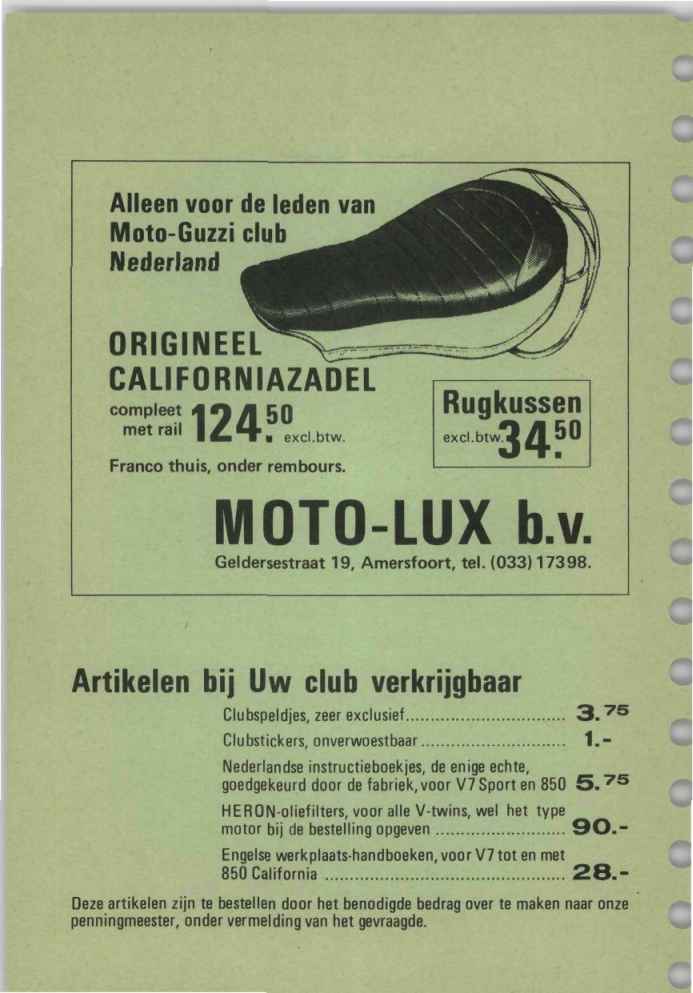 Alleen voor de leden van
Moto-Guzzi club
Nederland
ORIGINEEL
CALIFORNIAZADEL
compleet
met rail 124.50 excl.btw.
Franco thuis, onder rembours.
Rugkussen
excl.btw. 34.50
MOTO-LUX b.v.
Geldersestraat 19, Amersfoort, tel. (033) 17398.
Artikelen bij Uw club verkrijgbaar
Clubspeldjes, zeer exclusief................................ 3.75
Clubstickers, onverwoestbaar............................. 1.-
Nederlandse instructieboekjes, de enige echte,
goedgekeurd door de fabriek, voor V7 Sport en 850 5.75
HERON-oliefilters, voor alle V-twins, wel het type
motor bij de bestelling opgeven .......................... 90.-
Engelse werkplaats-handboeken, voor V7 tot en met
850 California ................................................ 28.-
Deze artikelen zijn te bestellen door het benodigde bedrag over te maken naar onze
penningmeester, onder vermelding van het gevraagde.